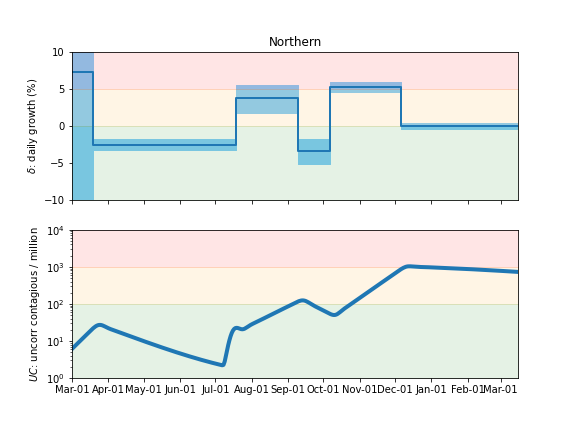 Northern
δ: daily growth (%)
10
5
0
−5
−10
UC: uncorr contagious / million
10⁴
10³
10²
10¹
10⁰
Mar-01 Apr-01 May-01 Jun-01 Jul-01 Aug-01 Sep-01 Oct-01 Nov-01 Dec-01 Jan-01 Feb-01 Mar-01